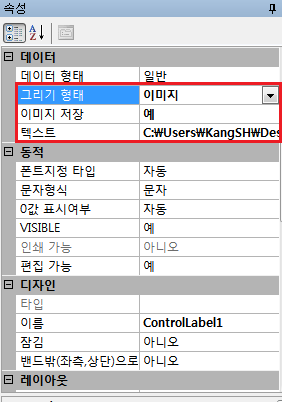 속성
데이터
데이터 형태 일반
그리기 형태 이미지
이미지 저장 예
텍스트 C:\Users\KangSH\Des
동적
폰트지정 타입 자동
문자형식 문자
0값 표시여부 자동
VISIBLE 예
인쇄 가능 아니오
편집 가능 예
디자인
타입
이름 ControlLabel1
잠김 아니오
밴드밖(좌측,상단)으로 아니오
레이아웃